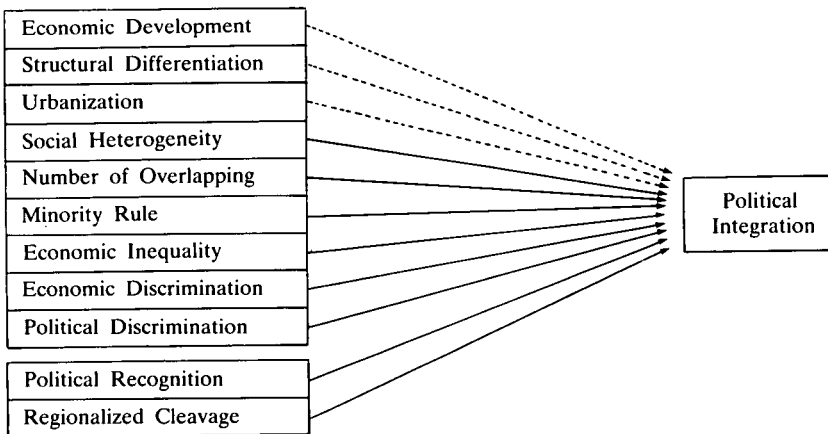 Economic Development
Structural Differentiation
Urbanization
Social Heterogeneity
Number of Overlapping
Minority Rule
Economic Inequality
Economic Discrimination
Political Discrimination
Political Recognition
Regionalized Cleavage
Political
Integration